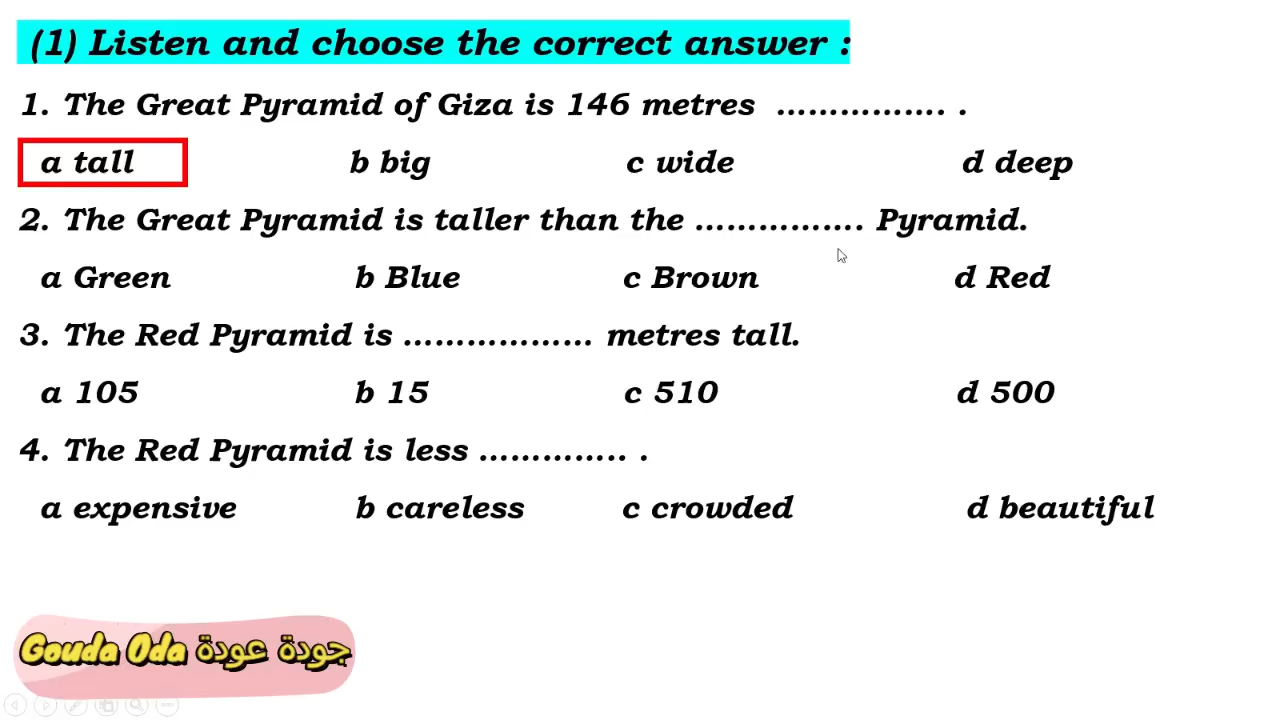 (1) Listen and choose the correct answer :
1. The Great Pyramid of Giza is 146 metres ................ .
a tall b big c wide d deep
2. The Great Pyramid is taller than the ................ Pyramid.
a Green b Blue c Brown d Red
3. The Red Pyramid is .................. metres tall.
a 105 b 15 c 510 d 500
4. The Red Pyramid is less .............. .
a expensive b careless c crowded d beautiful
Gouda Oda جودة عودة